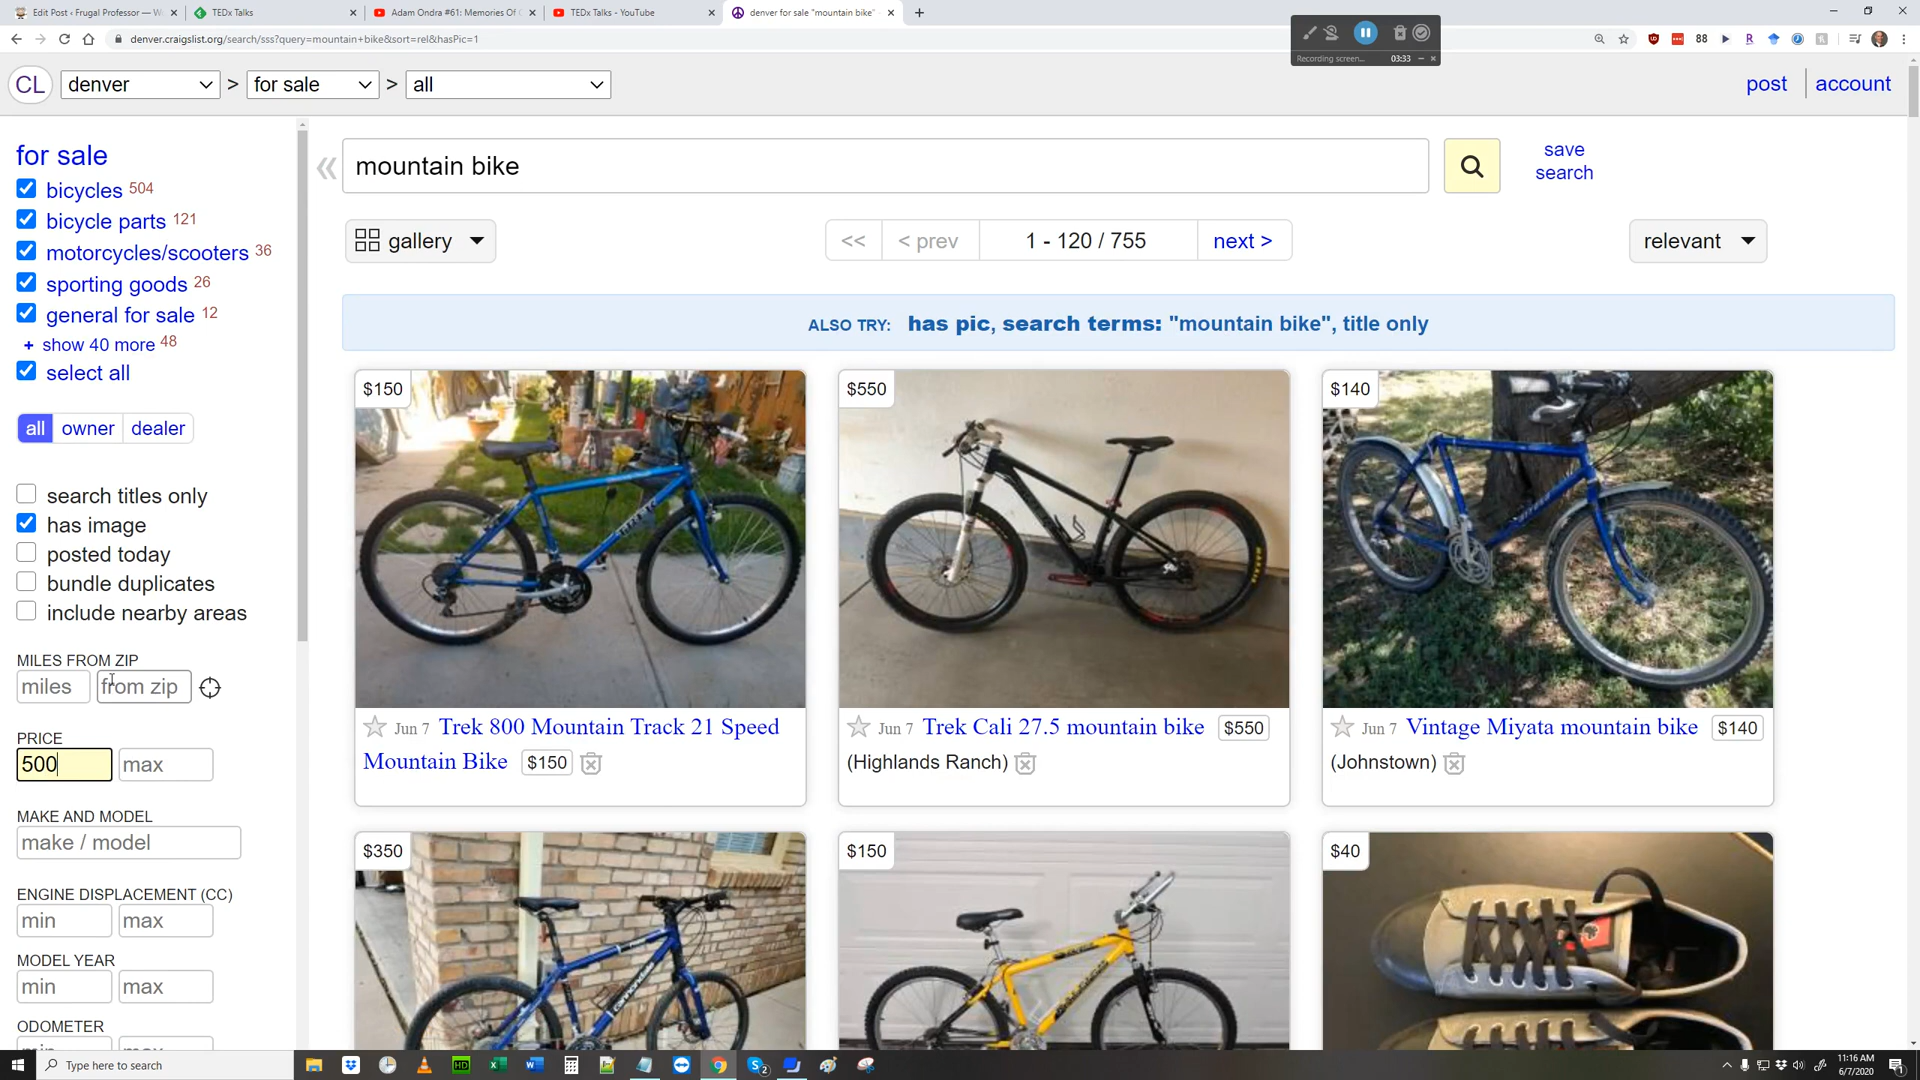 Edit Post ‹ Frugal Professor — W
TEDx Talks
Adam Ondra #61: Memories Of
TEDx Talks - YouTube
denver for sale "mountain bike"
denver.craigslist.org/search/sss?query=mountain+bike&sort=rel&hasPic=1
88
Recording screen... 03:33
CL denver > for sale > all
post account
for sale
bicycles 504
bicycle parts 121
motorcycles/scooters 36
sporting goods 26
general for sale 12
+ show 40 more 48
select all
all owner dealer
search titles only
has image
posted today
bundle duplicates
include nearby areas
MILES FROM ZIP
miles from zip
PRICE
500 max
MAKE AND MODEL
make / model
ENGINE DISPLACEMENT (CC)
min max
MODEL YEAR
min max
ODOMETER
mountain bike
save
search
gallery
<< < prev 1 - 120 / 755 next >
relevant
ALSO TRY: has pic, search terms: "mountain bike", title only
$150
Jun 7 Trek 800 Mountain Track 21 Speed
Mountain Bike $150
$550
Jun 7 Trek Cali 27.5 mountain bike $550
(Highlands Ranch)
$140
Jun 7 Vintage Miyata mountain bike $140
(Johnstown)
$350
$150
$40
Type here to search
11:16 AM
6/7/2020